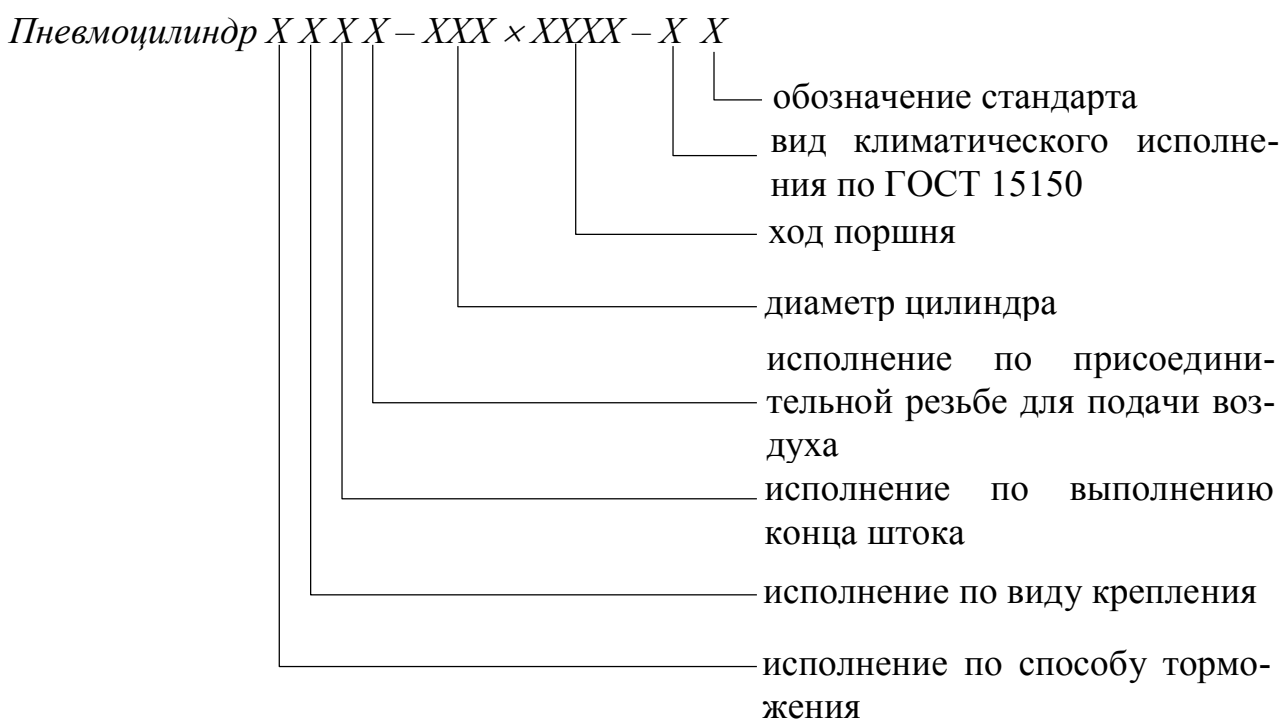 Пневмоцилиндр X X X X – XXX × XXXX – X X
обозначение стандарта
вид климатического исполне-
ния по ГОСТ 15150
ход поршня
диаметр цилиндра
исполнение по присоедини-
тельной резьбе для подачи воз-
духа
исполнение по выполнению
конца штока
исполнение по виду крепления
исполнение по способу тормо-
жения